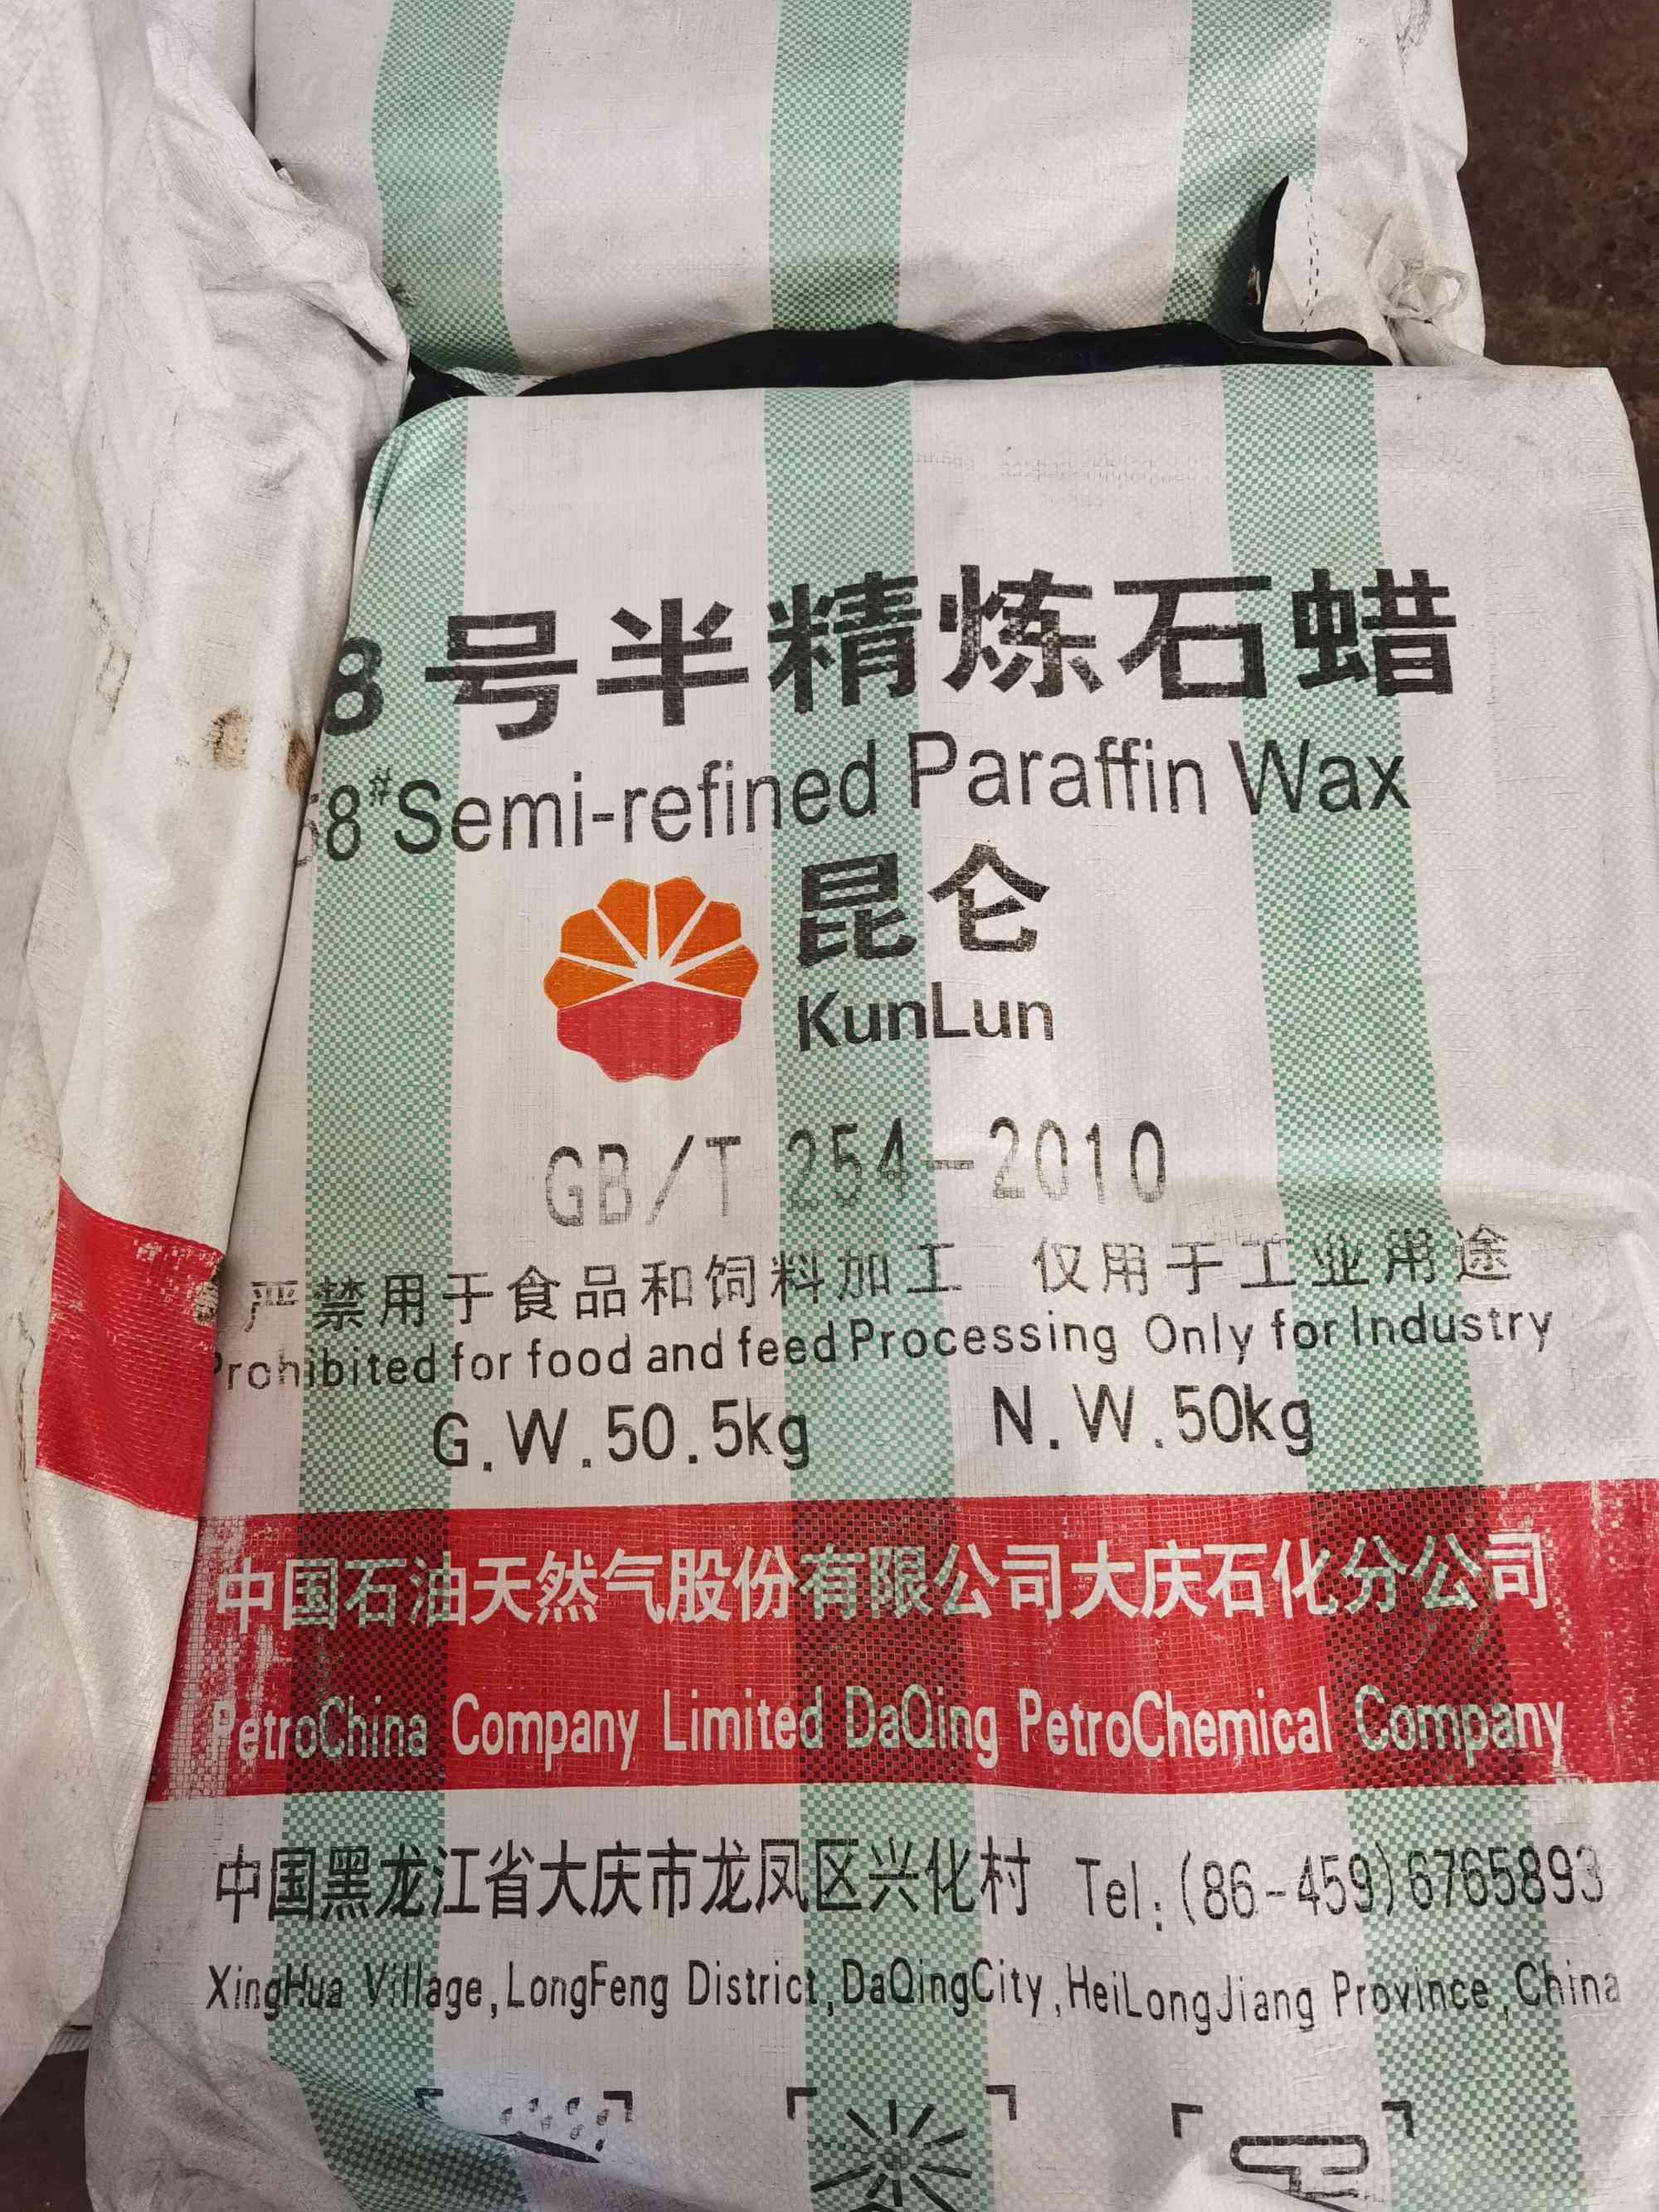 8号半精炼石蜡
58#Semi-refined Paraffin Wax
昆仑
KunLun
GB/T 254-2010
严禁用于食品和饲料加工 仅用于工业用途
Prohibited for food and feed Processing Only for Industry
G.W.50.5kg N.W.50kg
中国石油天然气股份有限公司大庆石化分公司
PetroChina Company Limited DaQing PetroChemical Company
中国黑龙江省大庆市龙凤区兴化村 Tel:(86-459)6765893
XingHua Village,LongFeng District,DaQingCity,HeiLongJiang Province,China